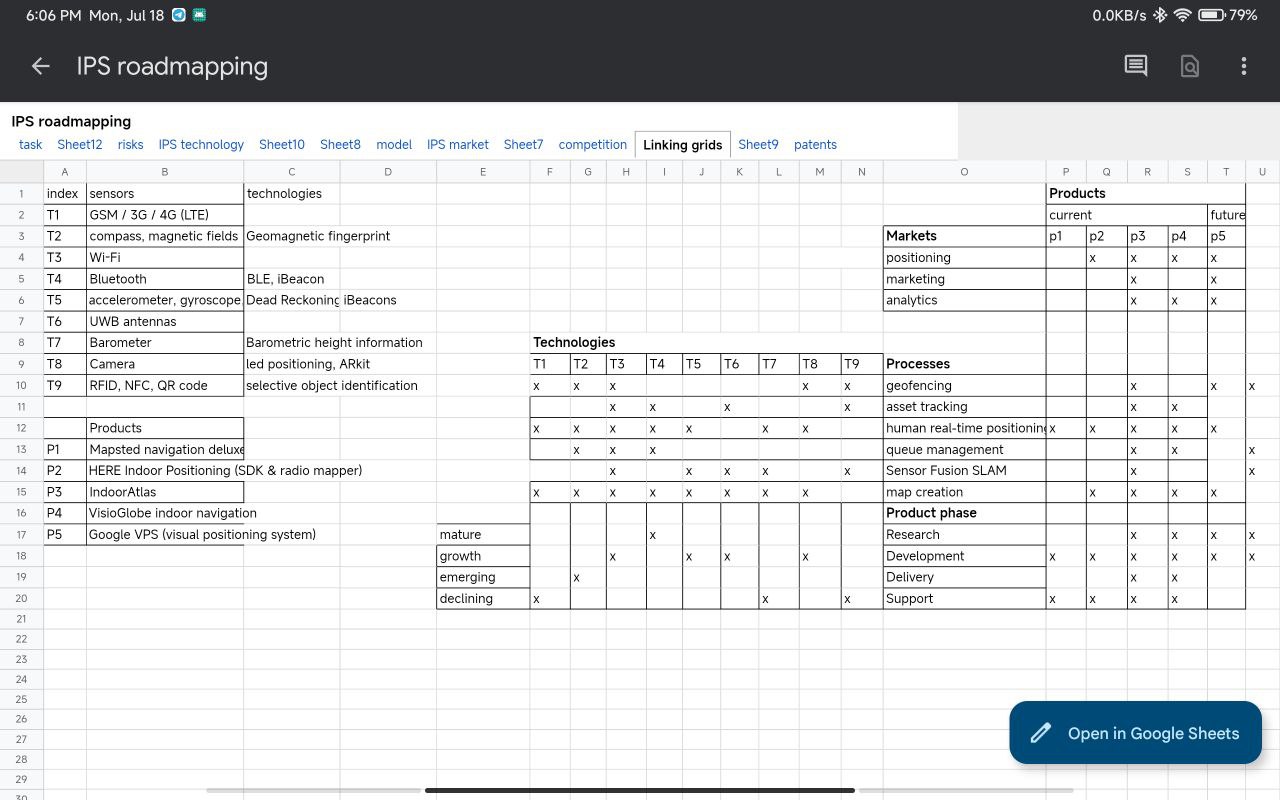 6:06 PM Mon, Jul 18 0.0KB/s 79%
IPS roadmapping
IPS roadmapping
task Sheet12 risks IPS technology Sheet10 Sheet8 model IPS market Sheet7 competition Linking grids Sheet9 patents
A B C D E F G H I J K L M N O P Q R S T U
1 index sensors technologies Products
2 T1 GSM / 3G / 4G (LTE) current future
3 T2 compass, magnetic fields Geomagnetic fingerprint Markets p1 p2 p3 p4 p5
4 T3 Wi-Fi positioning x x x x
5 T4 Bluetooth BLE, iBeacon marketing x x
6 T5 accelerometer, gyroscope, Dead Reckoning iBeacons analytics x x x
7 T6 UWB antennas
8 T7 Barometer Barometric height information Technologies
9 T8 Camera led positioning, ARkit T1 T2 T3 T4 T5 T6 T7 T8 T9 Processes
10 T9 RFID, NFC, QR code selective object identification x x x x x geofencing x x x
11 x x x x asset tracking x x
12 Products x x x x x x x human real-time positioning x x x x x
13 P1 Mapsted navigation deluxe x x x queue management x x x
14 P2 HERE Indoor Positioning (SDK & radio mapper) x x x x x Sensor Fusion SLAM x x
15 P3 IndoorAtlas x x x x x x x x map creation x x x x
16 P4 VisioGlobe indoor navigation Product phase
17 P5 Google VPS (visual positioning system) mature x Research x x x x
18 growth x x x x Development x x x x x x
19 emerging x Delivery x x
20 declining x x x Support x x x x
21
22
23
24
25
26
27
28
29
30
Open in Google Sheets